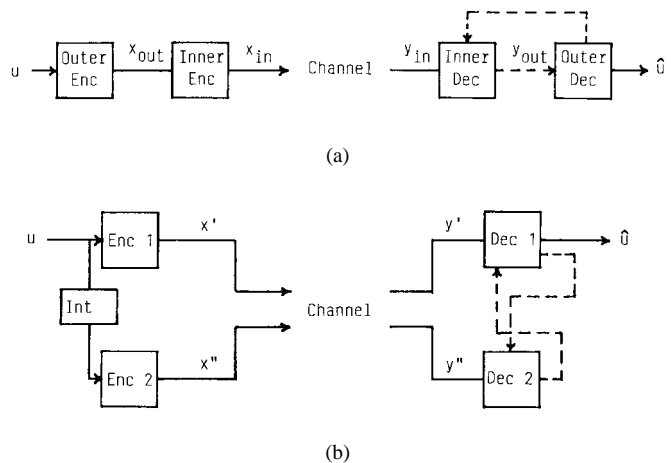 u
Outer
Enc
x_out
Inner
Enc
x_in
Channel
y_in
Inner
Dec
y_out
Outer
Dec
û
(a)
u
Enc 1
x'
Int
Enc 2
x"
Channel
y'
Dec 1
û
y"
Dec 2
(b)